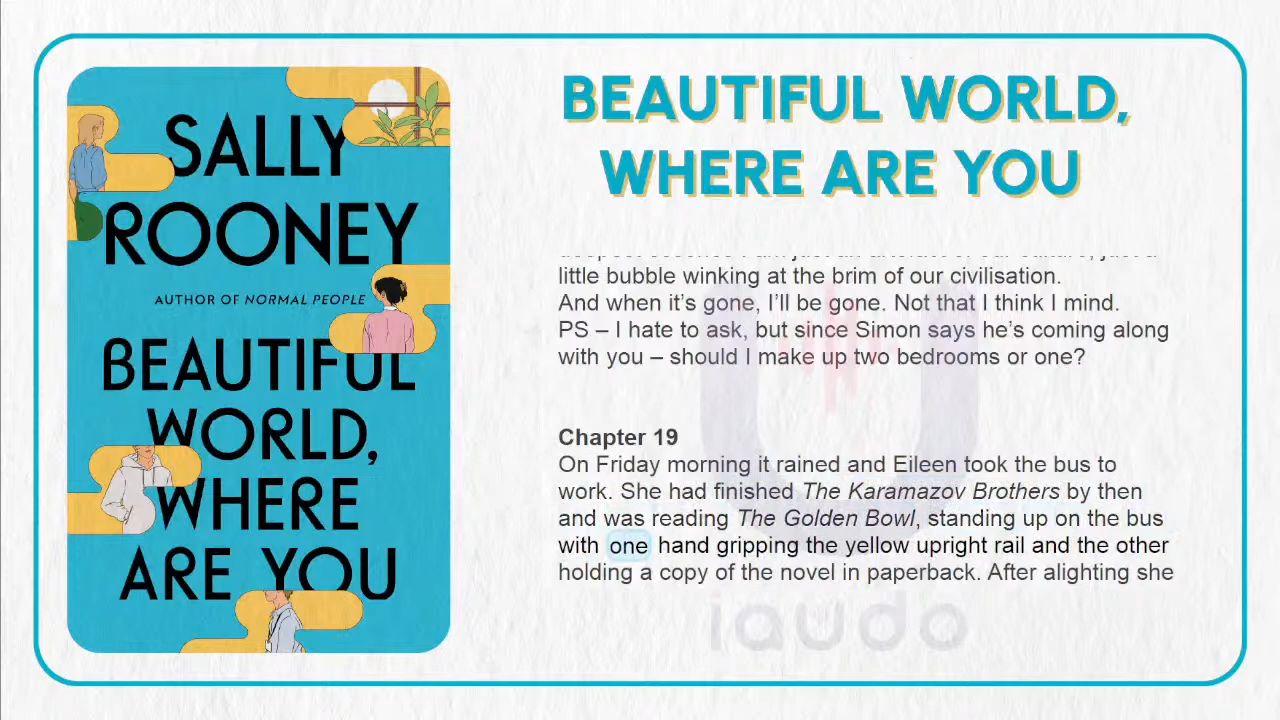 SALLY
ROONEY
AUTHOR OF NORMAL PEOPLE
BEAUTIFUL
WORLD,
WHERE
ARE YOU
BEAUTIFUL WORLD,
WHERE ARE YOU
little bubble winking at the brim of our civilisation.
And when it’s gone, I’ll be gone. Not that I think I mind.
PS – I hate to ask, but since Simon says he’s coming along
with you – should I make up two bedrooms or one?
Chapter 19
On Friday morning it rained and Eileen took the bus to
work. She had finished The Karamazov Brothers by then
and was reading The Golden Bowl, standing up on the bus
with one hand gripping the yellow upright rail and the other
holding a copy of the novel in paperback. After alighting she
iaudo